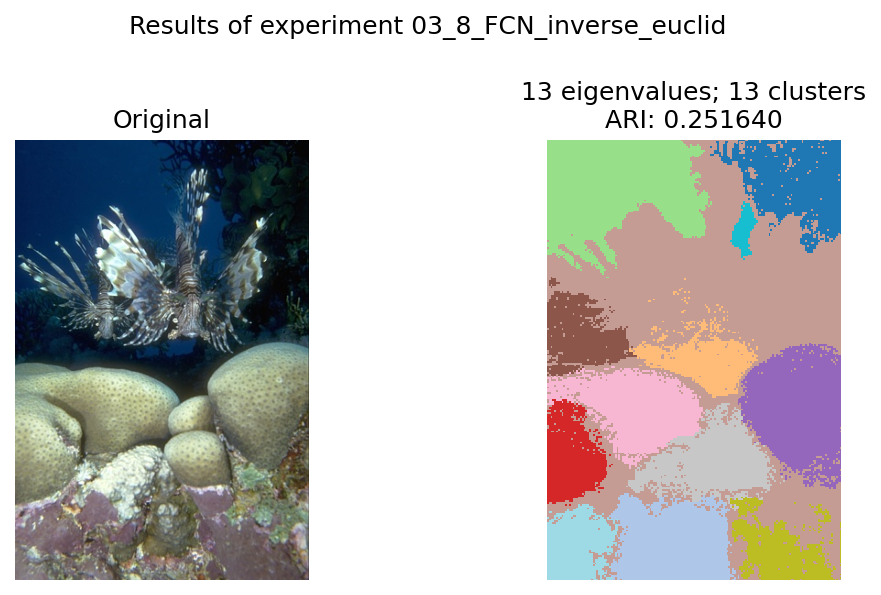 Results of experiment 03_8_FCN_inverse_euclid
Original
13 eigenvalues; 13 clusters
ARI: 0.251640